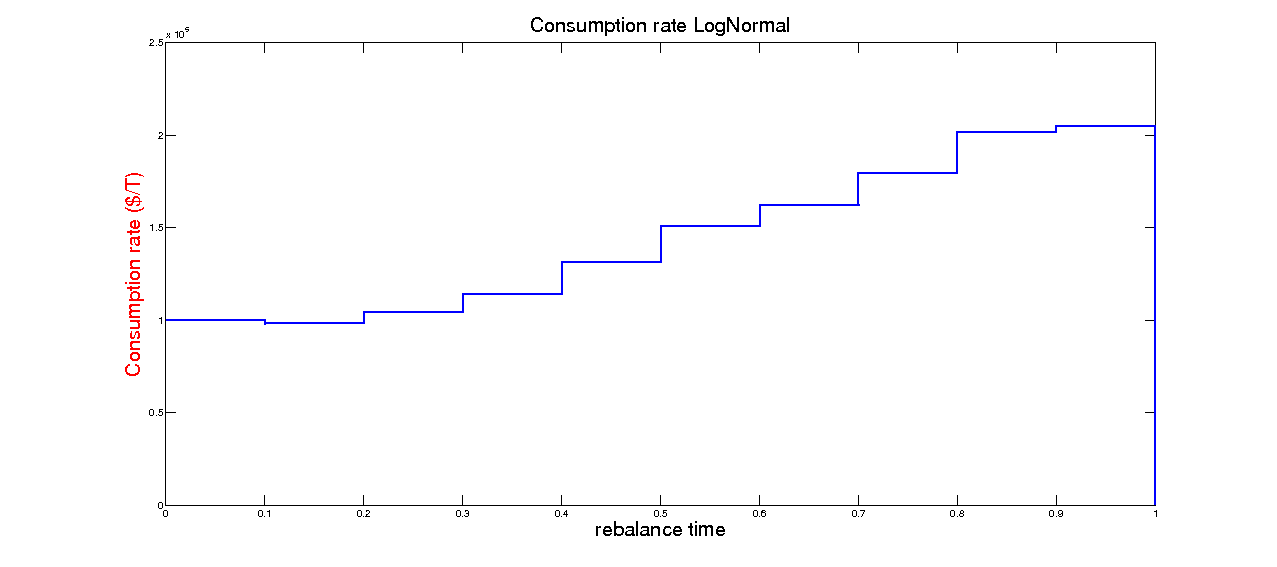 Consumption rate LogNormal
x 10^5
2.5
2
1.5
1
0.5
0
Consumption rate ($/T)
0 0.1 0.2 0.3 0.4 0.5 0.6 0.7 0.8 0.9 1
rebalance time